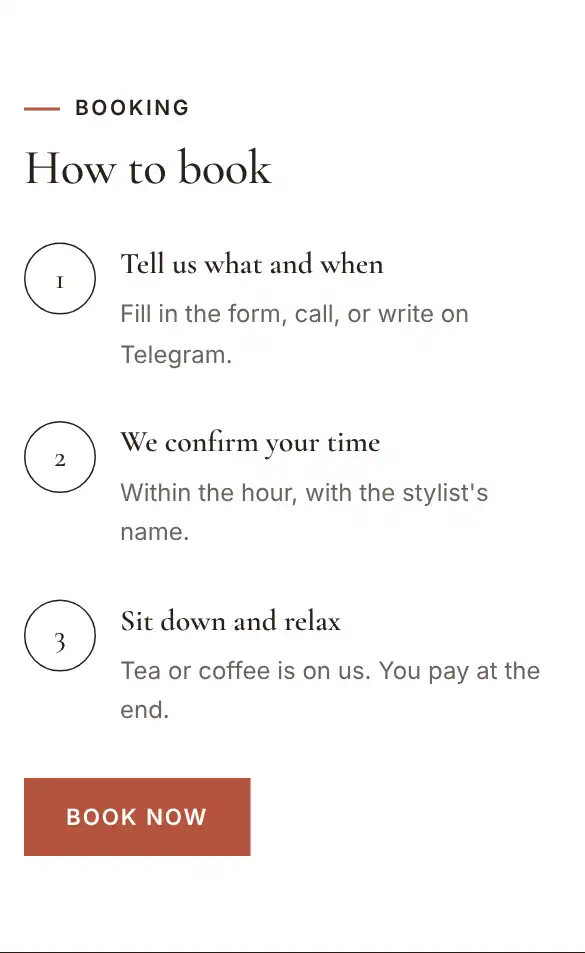 BOOKING
How to book
1
Tell us what and when
Fill in the form, call, or write on
Telegram.
2
We confirm your time
Within the hour, with the stylist's
name.
3
Sit down and relax
Tea or coffee is on us. You pay at the
end.
BOOK NOW